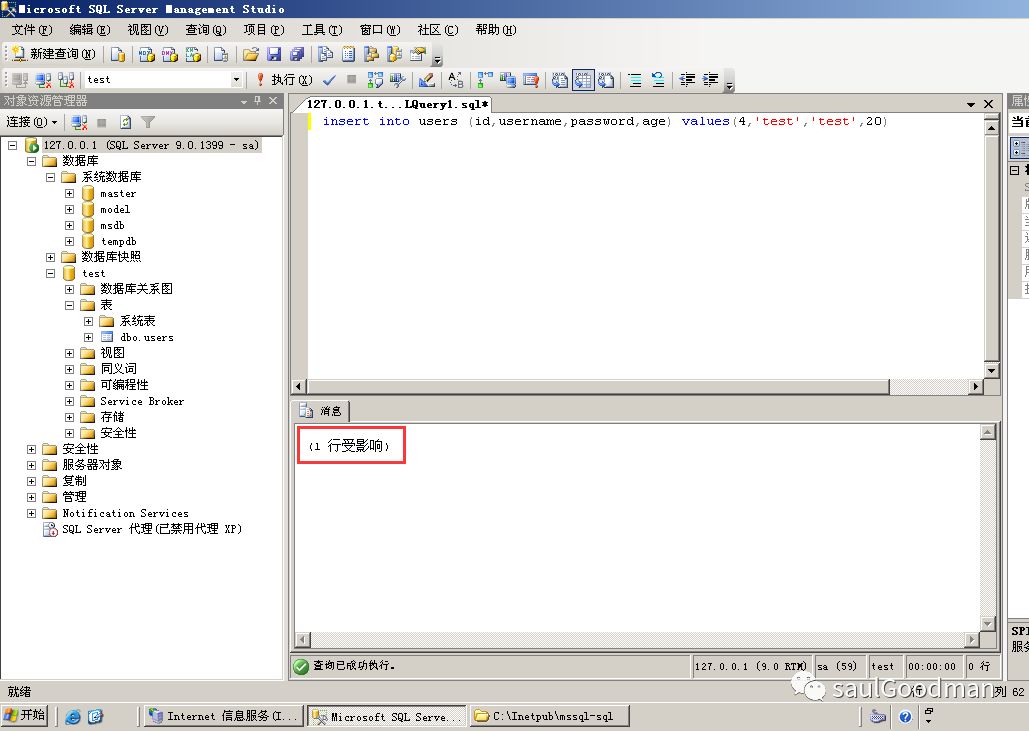 Microsoft SQL Server Management Studio
文件(F) 编辑(E) 视图(V) 查询(Q) 项目(P) 工具(T) 窗口(W) 社区(C) 帮助(H)
新建查询(N)
test 执行(X)
对象资源管理器
连接(O)
127.0.0.1 (SQL Server 9.0.1399 - sa)
数据库
系统数据库
master
model
msdb
tempdb
数据库快照
test
数据库关系图
表
系统表
dbo.users
视图
同义词
可编程性
Service Broker
存储
安全性
安全性
服务器对象
复制
管理
Notification Services
SQL Server 代理(已禁用代理 XP)
127.0.0.1.t...LQuery1.sql*
insert into users (id,username,password,age) values(4,'test','test',20)
消息
(1 行受影响)
查询已成功执行。
127.0.0.1 (9.0 RTM) sa (59) test 00:00:00 0 行
当前
就绪
列 62
saulGoodman
开始
Internet 信息服务(I...
Microsoft SQL Serve...
C:\Inetpub\mssql-sql